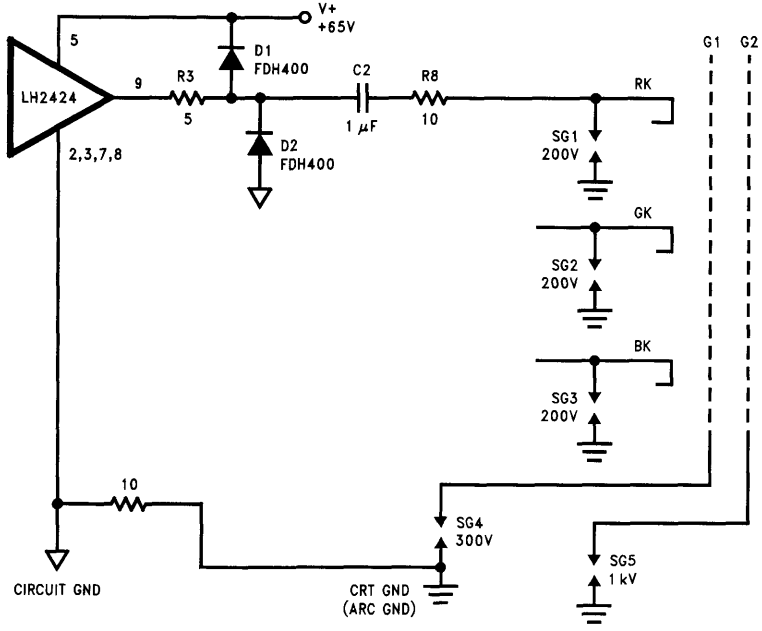 V+
+65V
5
D1
FDH400
G1 G2
LH2424
9
R3
5
C2
1 μF
R8
10
RK
2,3,7,8
D2
FDH400
SG1
200V
GK
SG2
200V
BK
SG3
200V
10
SG4
300V
SG5
1 kV
CIRCUIT GND
CRT GND
(ARC GND)